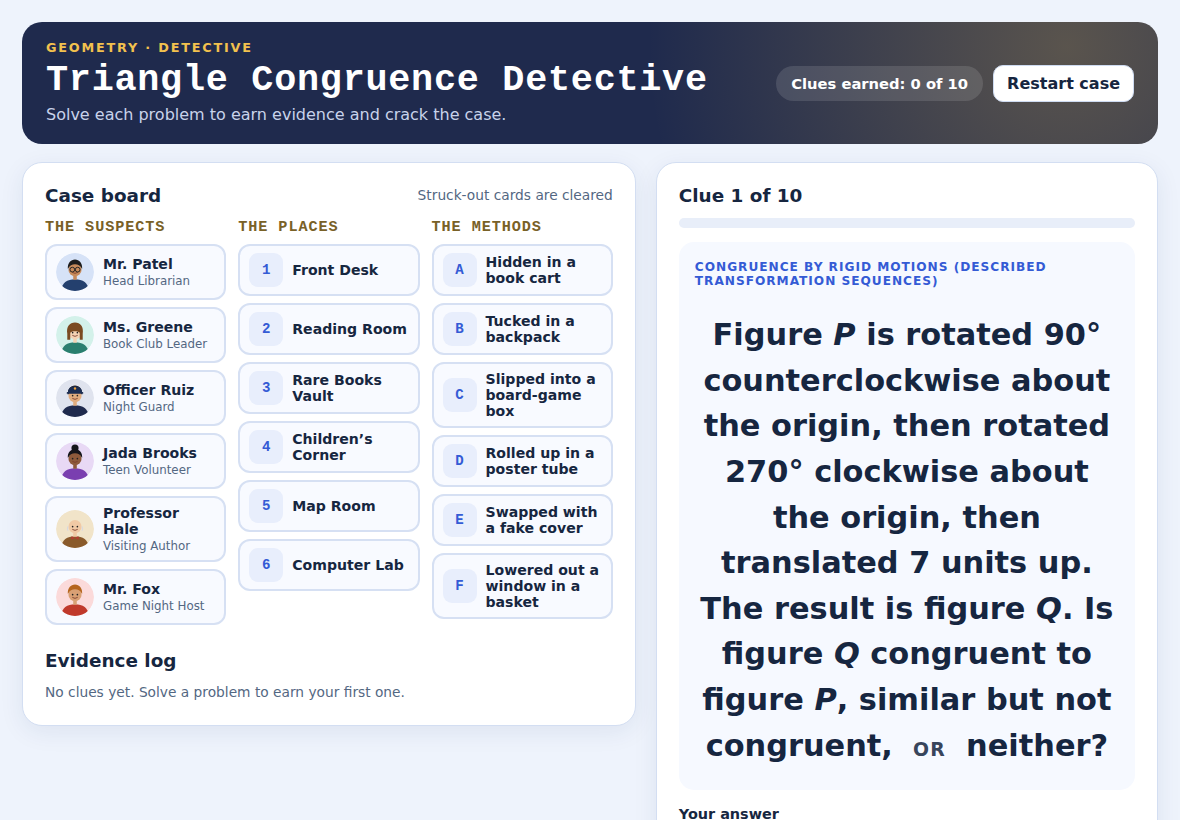 GEOMETRY · DETECTIVE
Triangle Congruence Detective
Solve each problem to earn evidence and crack the case.
Clues earned: 0 of 10
Restart case
Case board
Struck-out cards are cleared
THE SUSPECTS
Mr. Patel
Head Librarian
Ms. Greene
Book Club Leader
Officer Ruiz
Night Guard
Jada Brooks
Teen Volunteer
Professor
Hale
Visiting Author
Mr. Fox
Game Night Host
THE PLACES
1 Front Desk
2 Reading Room
3 Rare Books
Vault
4 Children’s
Corner
5 Map Room
6 Computer Lab
THE METHODS
A Hidden in a
book cart
B Tucked in a
backpack
C Slipped into a
board-game
box
D Rolled up in a
poster tube
E Swapped with
a fake cover
F Lowered out a
window in a
basket
Evidence log
No clues yet. Solve a problem to earn your first one.
Clue 1 of 10
CONGRUENCE BY RIGID MOTIONS (DESCRIBED
TRANSFORMATION SEQUENCES)
Figure P is rotated 90°
counterclockwise about
the origin, then rotated
270° clockwise about
the origin, then
translated 7 units up.
The result is figure Q. Is
figure Q congruent to
figure P, similar but not
congruent, OR neither?
Your answer